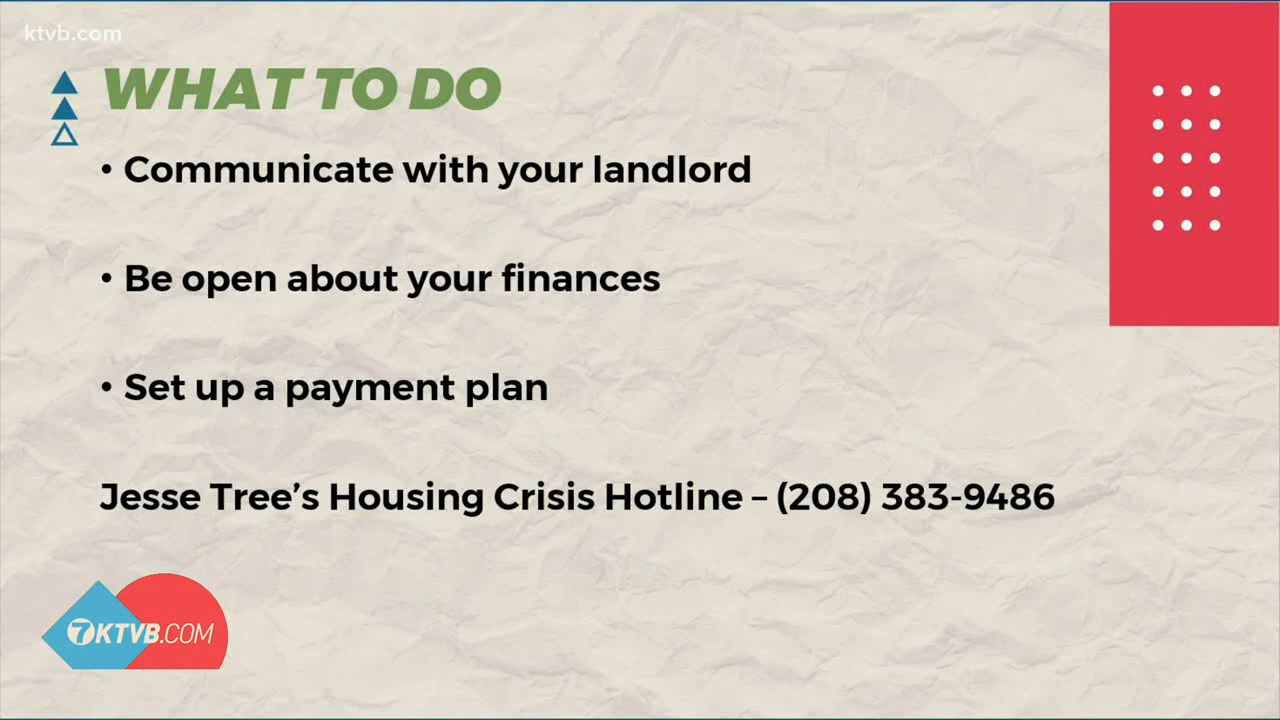 ktvb.com
WHAT TO DO
• Communicate with your landlord
• Be open about your finances
• Set up a payment plan
Jesse Tree’s Housing Crisis Hotline – (208) 383-9486
7KTVB.COM